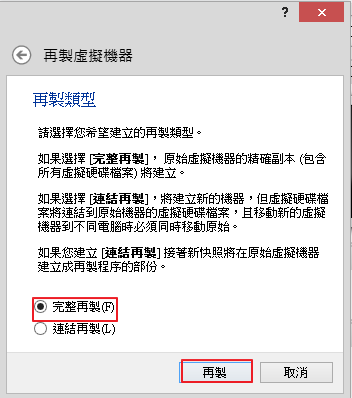 ?
再製虛擬機器
再製類型
請選擇您希望建立的再製類型。
如果選擇 [完整再製]， 原始虛擬機器的精確副本 (包含
所有虛擬硬碟檔案) 將建立。
如果選擇 [連結再製]，將建立新的機器，但虛擬硬碟檔
案將連結到原始機器的虛擬硬碟檔案，且移動新的虛擬
機器到不同電腦時必須同時移動原始。
如果您建立 [連結再製] 接著新快照將在原始虛擬機器
建立成再製程序的部份。
完整再製(F)
連結再製(L)
再製
取消